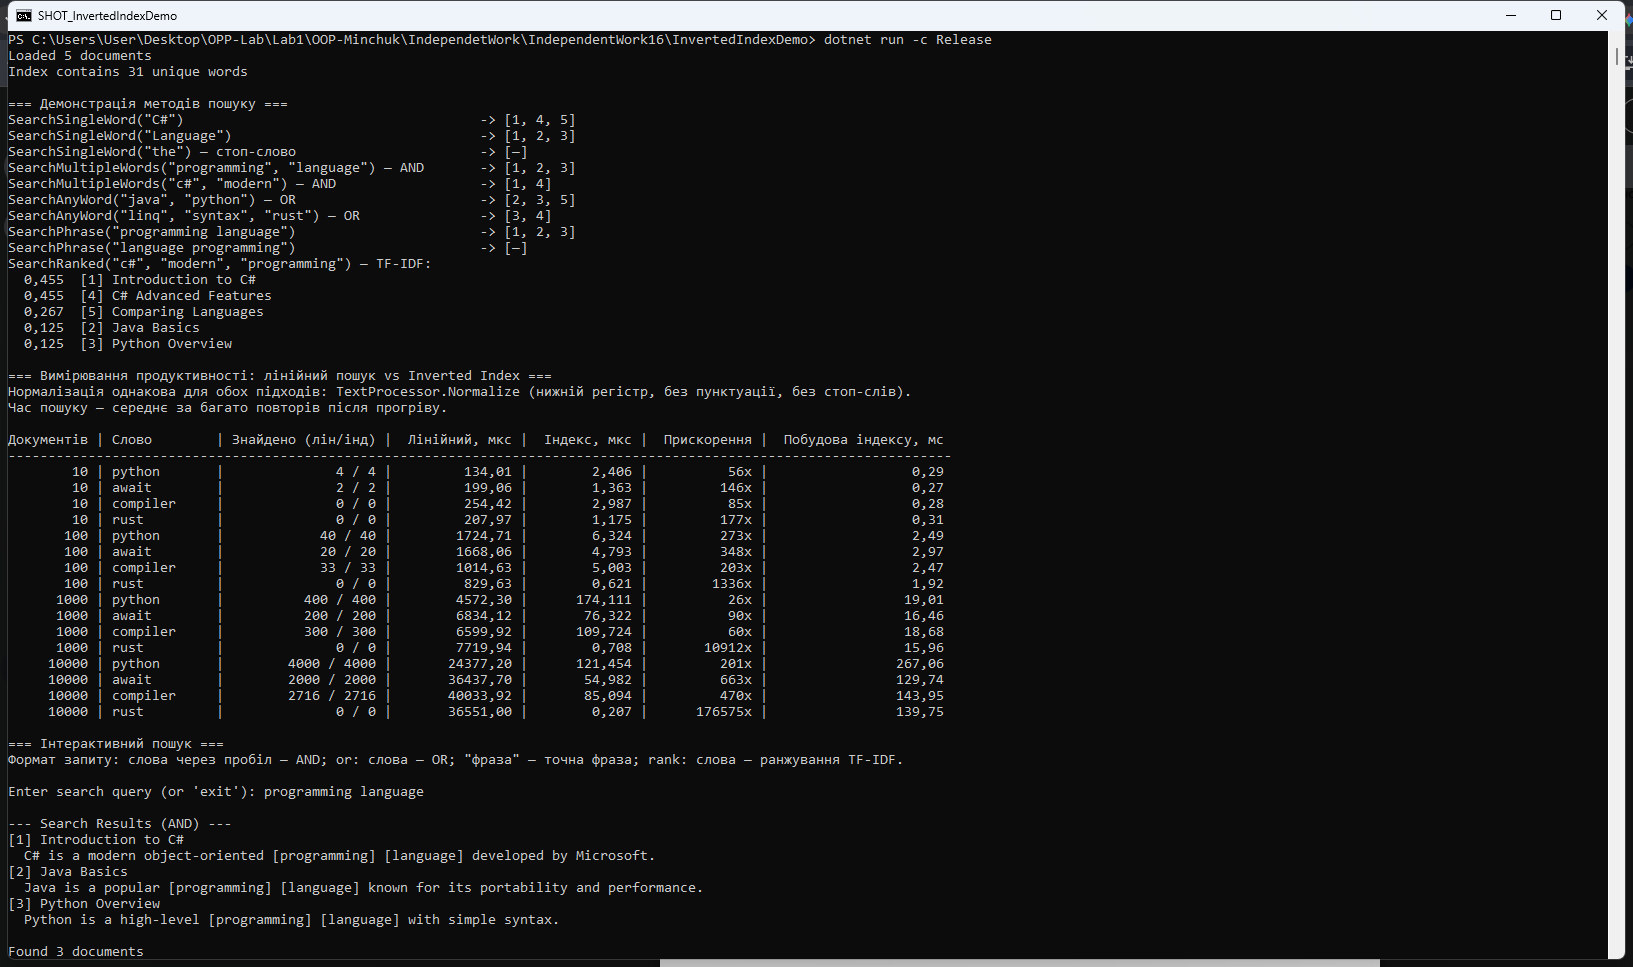 SHOT_InvertedIndexDemo
PS C:\Users\User\Desktop\OPP-Lab\Lab1\OOP-Minchuk\IndependetWork\IndependentWork16\InvertedIndexDemo> dotnet run -c Release
Loaded 5 documents
Index contains 31 unique words
=== Демонстрація методів пошуку ===
SearchSingleWord("C#") -> [1, 4, 5]
SearchSingleWord("Language") -> [1, 2, 3]
SearchSingleWord("the") — стоп-слово -> [—]
SearchMultipleWords("programming", "language") — AND -> [1, 2, 3]
SearchMultipleWords("c#", "modern") — AND -> [1, 4]
SearchAnyWord("java", "python") — OR -> [2, 3, 5]
SearchAnyWord("linq", "syntax", "rust") — OR -> [3, 4]
SearchPhrase("programming language") -> [1, 2, 3]
SearchPhrase("language programming") -> [—]
SearchRanked("c#", "modern", "programming") — TF-IDF:
0,455 [1] Introduction to C#
0,455 [4] C# Advanced Features
0,267 [5] Comparing Languages
0,125 [2] Java Basics
0,125 [3] Python Overview
=== Вимірювання продуктивності: лінійний пошук vs Inverted Index ===
Нормалізація однакова для обох підходів: TextProcessor.Normalize (нижній регістр, без пунктуації, без стоп-слів).
Час пошуку — середнє за багато повторів після прогріву.
Документів | Слово | Знайдено (лін/інд) | Лінійний, мкс | Індекс, мкс | Прискорення | Побудова індексу, мс
----------------------------------------------------------------------------------------------------------------------
10 | python | 4 / 4 | 134,01 | 2,406 | 56x | 0,29
10 | await | 2 / 2 | 199,06 | 1,363 | 146x | 0,27
10 | compiler | 0 / 0 | 254,42 | 2,987 | 85x | 0,28
10 | rust | 0 / 0 | 207,97 | 1,175 | 177x | 0,31
100 | python | 40 / 40 | 1724,71 | 6,324 | 273x | 2,49
100 | await | 20 / 20 | 1668,06 | 4,793 | 348x | 2,97
100 | compiler | 33 / 33 | 1014,63 | 5,003 | 203x | 2,47
100 | rust | 0 / 0 | 829,63 | 0,621 | 1336x | 1,92
1000 | python | 400 / 400 | 4572,30 | 174,111 | 26x | 19,01
1000 | await | 200 / 200 | 6834,12 | 76,322 | 90x | 16,46
1000 | compiler | 300 / 300 | 6599,92 | 109,724 | 60x | 18,68
1000 | rust | 0 / 0 | 7719,94 | 0,708 | 10912x | 15,96
10000 | python | 4000 / 4000 | 24377,20 | 121,454 | 201x | 267,06
10000 | await | 2000 / 2000 | 36437,70 | 54,982 | 663x | 129,74
10000 | compiler | 2716 / 2716 | 40033,92 | 85,094 | 470x | 143,95
10000 | rust | 0 / 0 | 36551,00 | 0,207 | 176575x | 139,75
=== Інтерактивний пошук ===
Формат запиту: слова через пробіл — AND; or: слова — OR; "фраза" — точна фраза; rank: слова — ранжування TF-IDF.
Enter search query (or 'exit'): programming language
--- Search Results (AND) ---
[1] Introduction to C#
C# is a modern object-oriented [programming] [language] developed by Microsoft.
[2] Java Basics
Java is a popular [programming] [language] known for its portability and performance.
[3] Python Overview
Python is a high-level [programming] [language] with simple syntax.
Found 3 documents